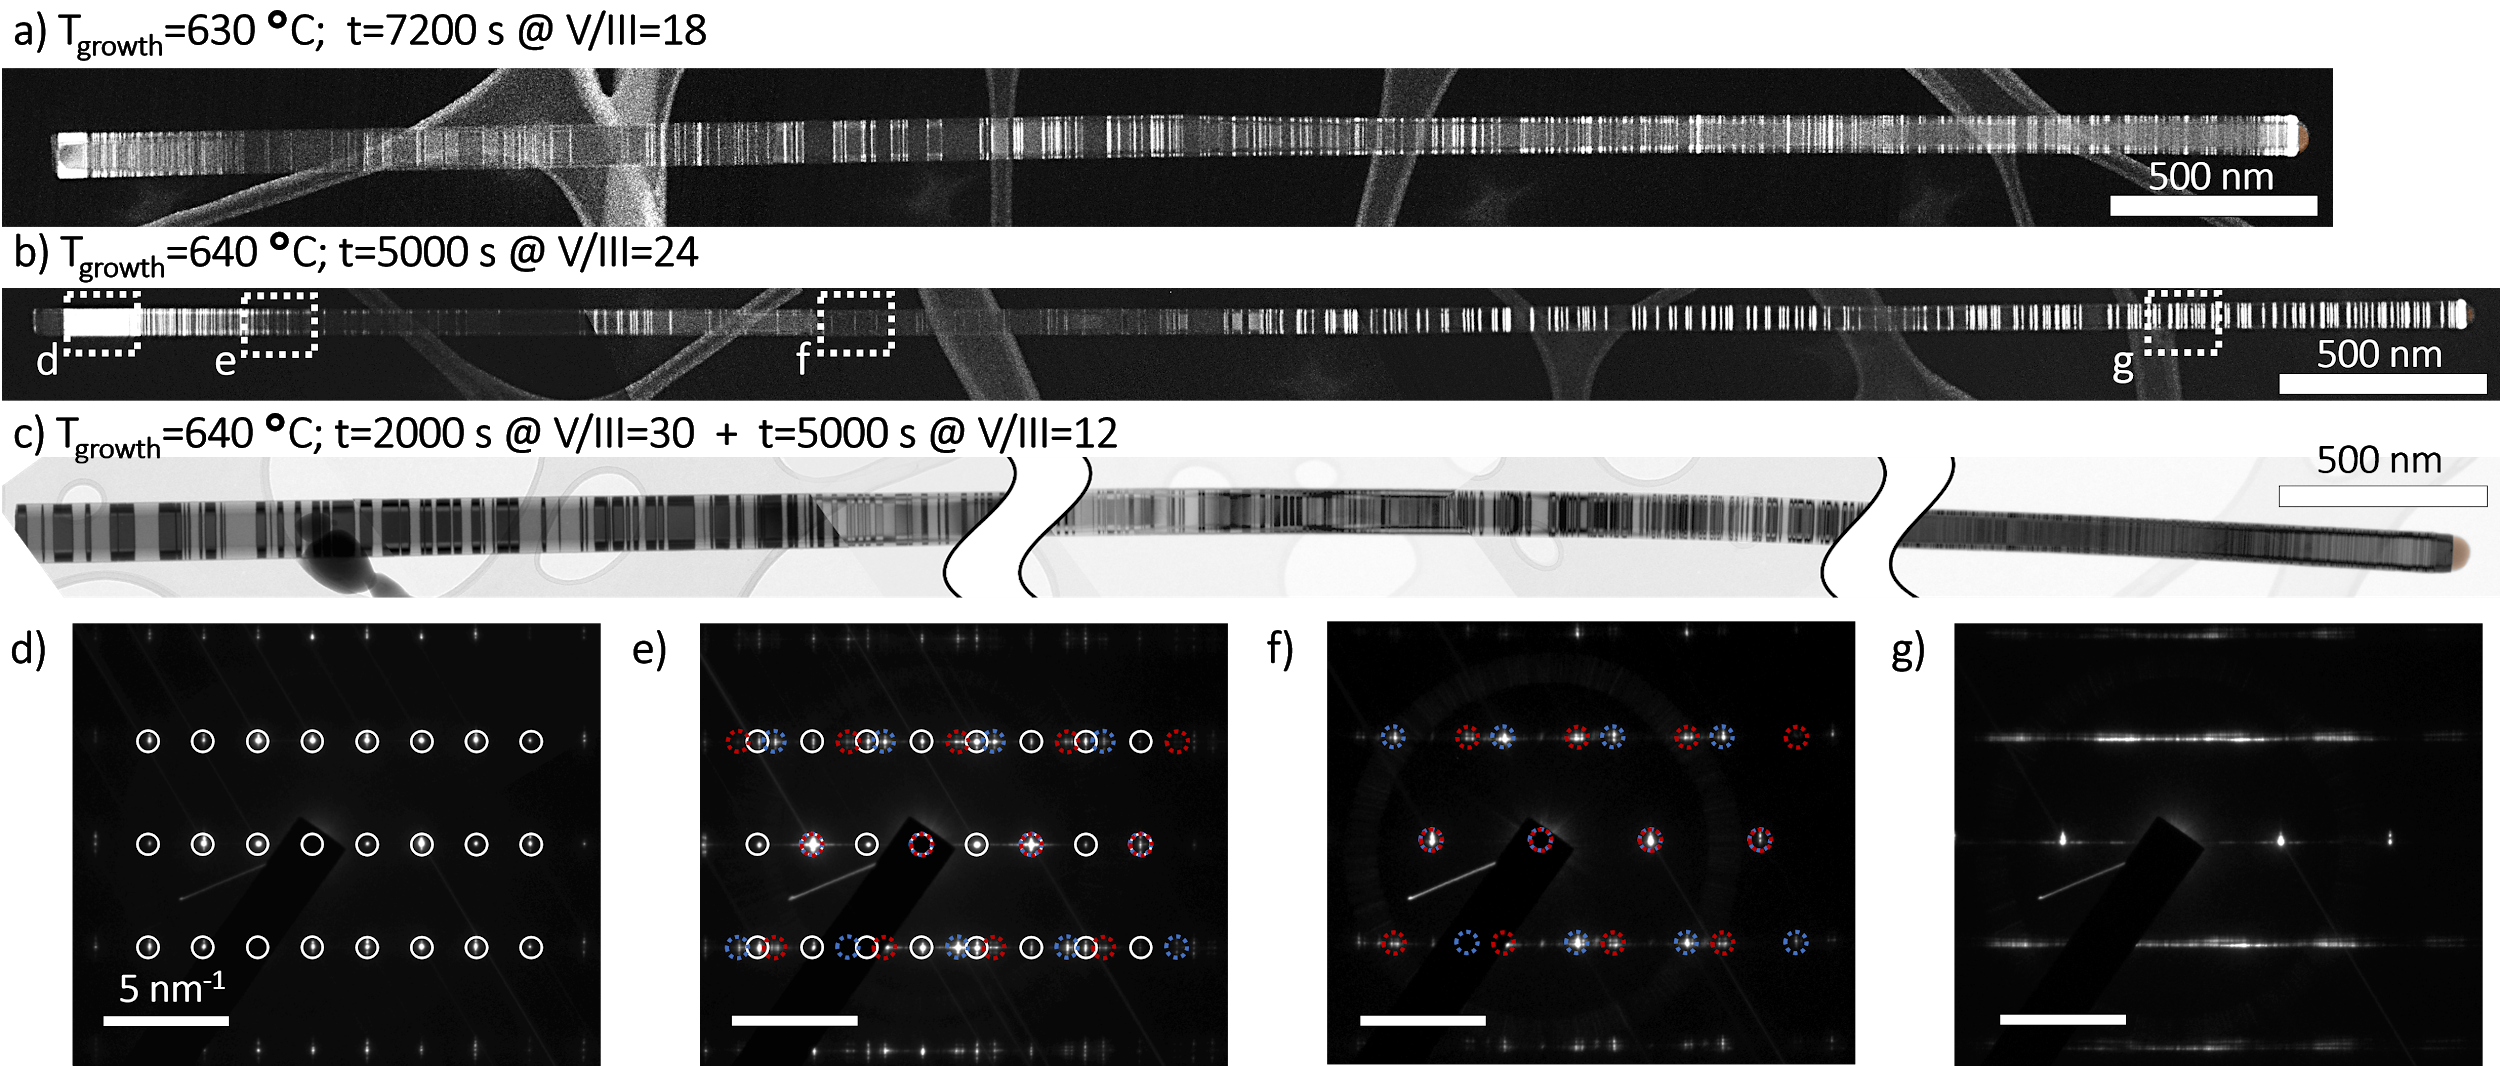 a) Tgrowth=630 °C; t=7200 s @ V/III=18
500 nm
b) Tgrowth=640 °C; t=5000 s @ V/III=24
d
e
f
g
500 nm
c) Tgrowth=640 °C; t=2000 s @ V/III=30 + t=5000 s @ V/III=12
500 nm
d)
e)
f)
g)
5 nm-1